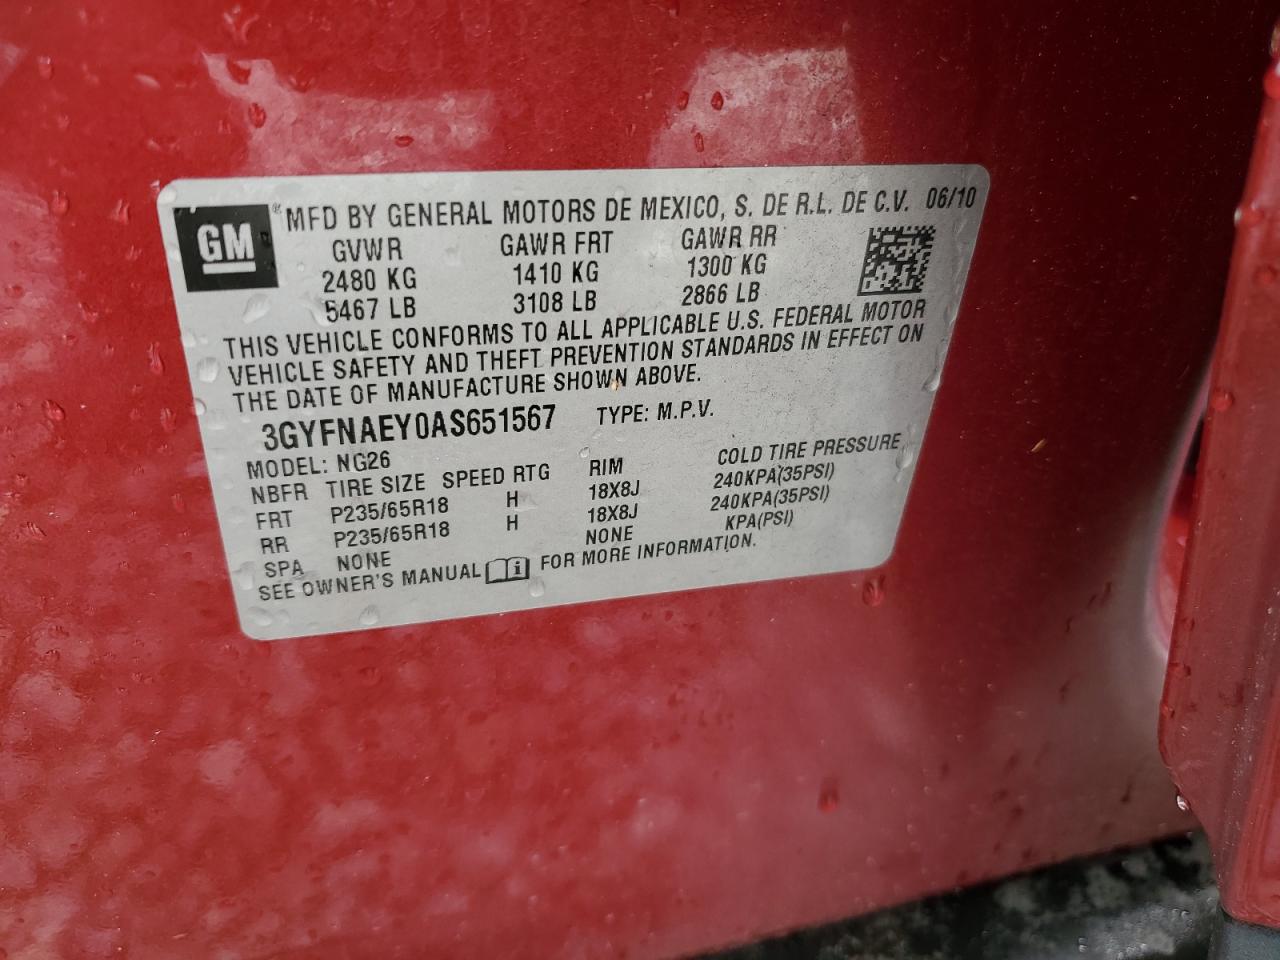 GM ® MFD BY GENERAL MOTORS DE MEXICO, S. DE R.L. DE C.V. 06/10
GVWR GAWR FRT GAWR RR
2480 KG 1410 KG 1300 KG
5467 LB 3108 LB 2866 LB
THIS VEHICLE CONFORMS TO ALL APPLICABLE U.S. FEDERAL MOTOR
VEHICLE SAFETY AND THEFT PREVENTION STANDARDS IN EFFECT ON
THE DATE OF MANUFACTURE SHOWN ABOVE.
3GYFNAEY0AS651567 TYPE: M.P.V.
MODEL: NG26
NBFR TIRE SIZE SPEED RTG RIM COLD TIRE PRESSURE
FRT P235/65R18 H 18X8J 240KPA(35PSI)
RR P235/65R18 H 18X8J 240KPA(35PSI)
SPA NONE NONE KPA(PSI)
SEE OWNER'S MANUAL i FOR MORE INFORMATION.